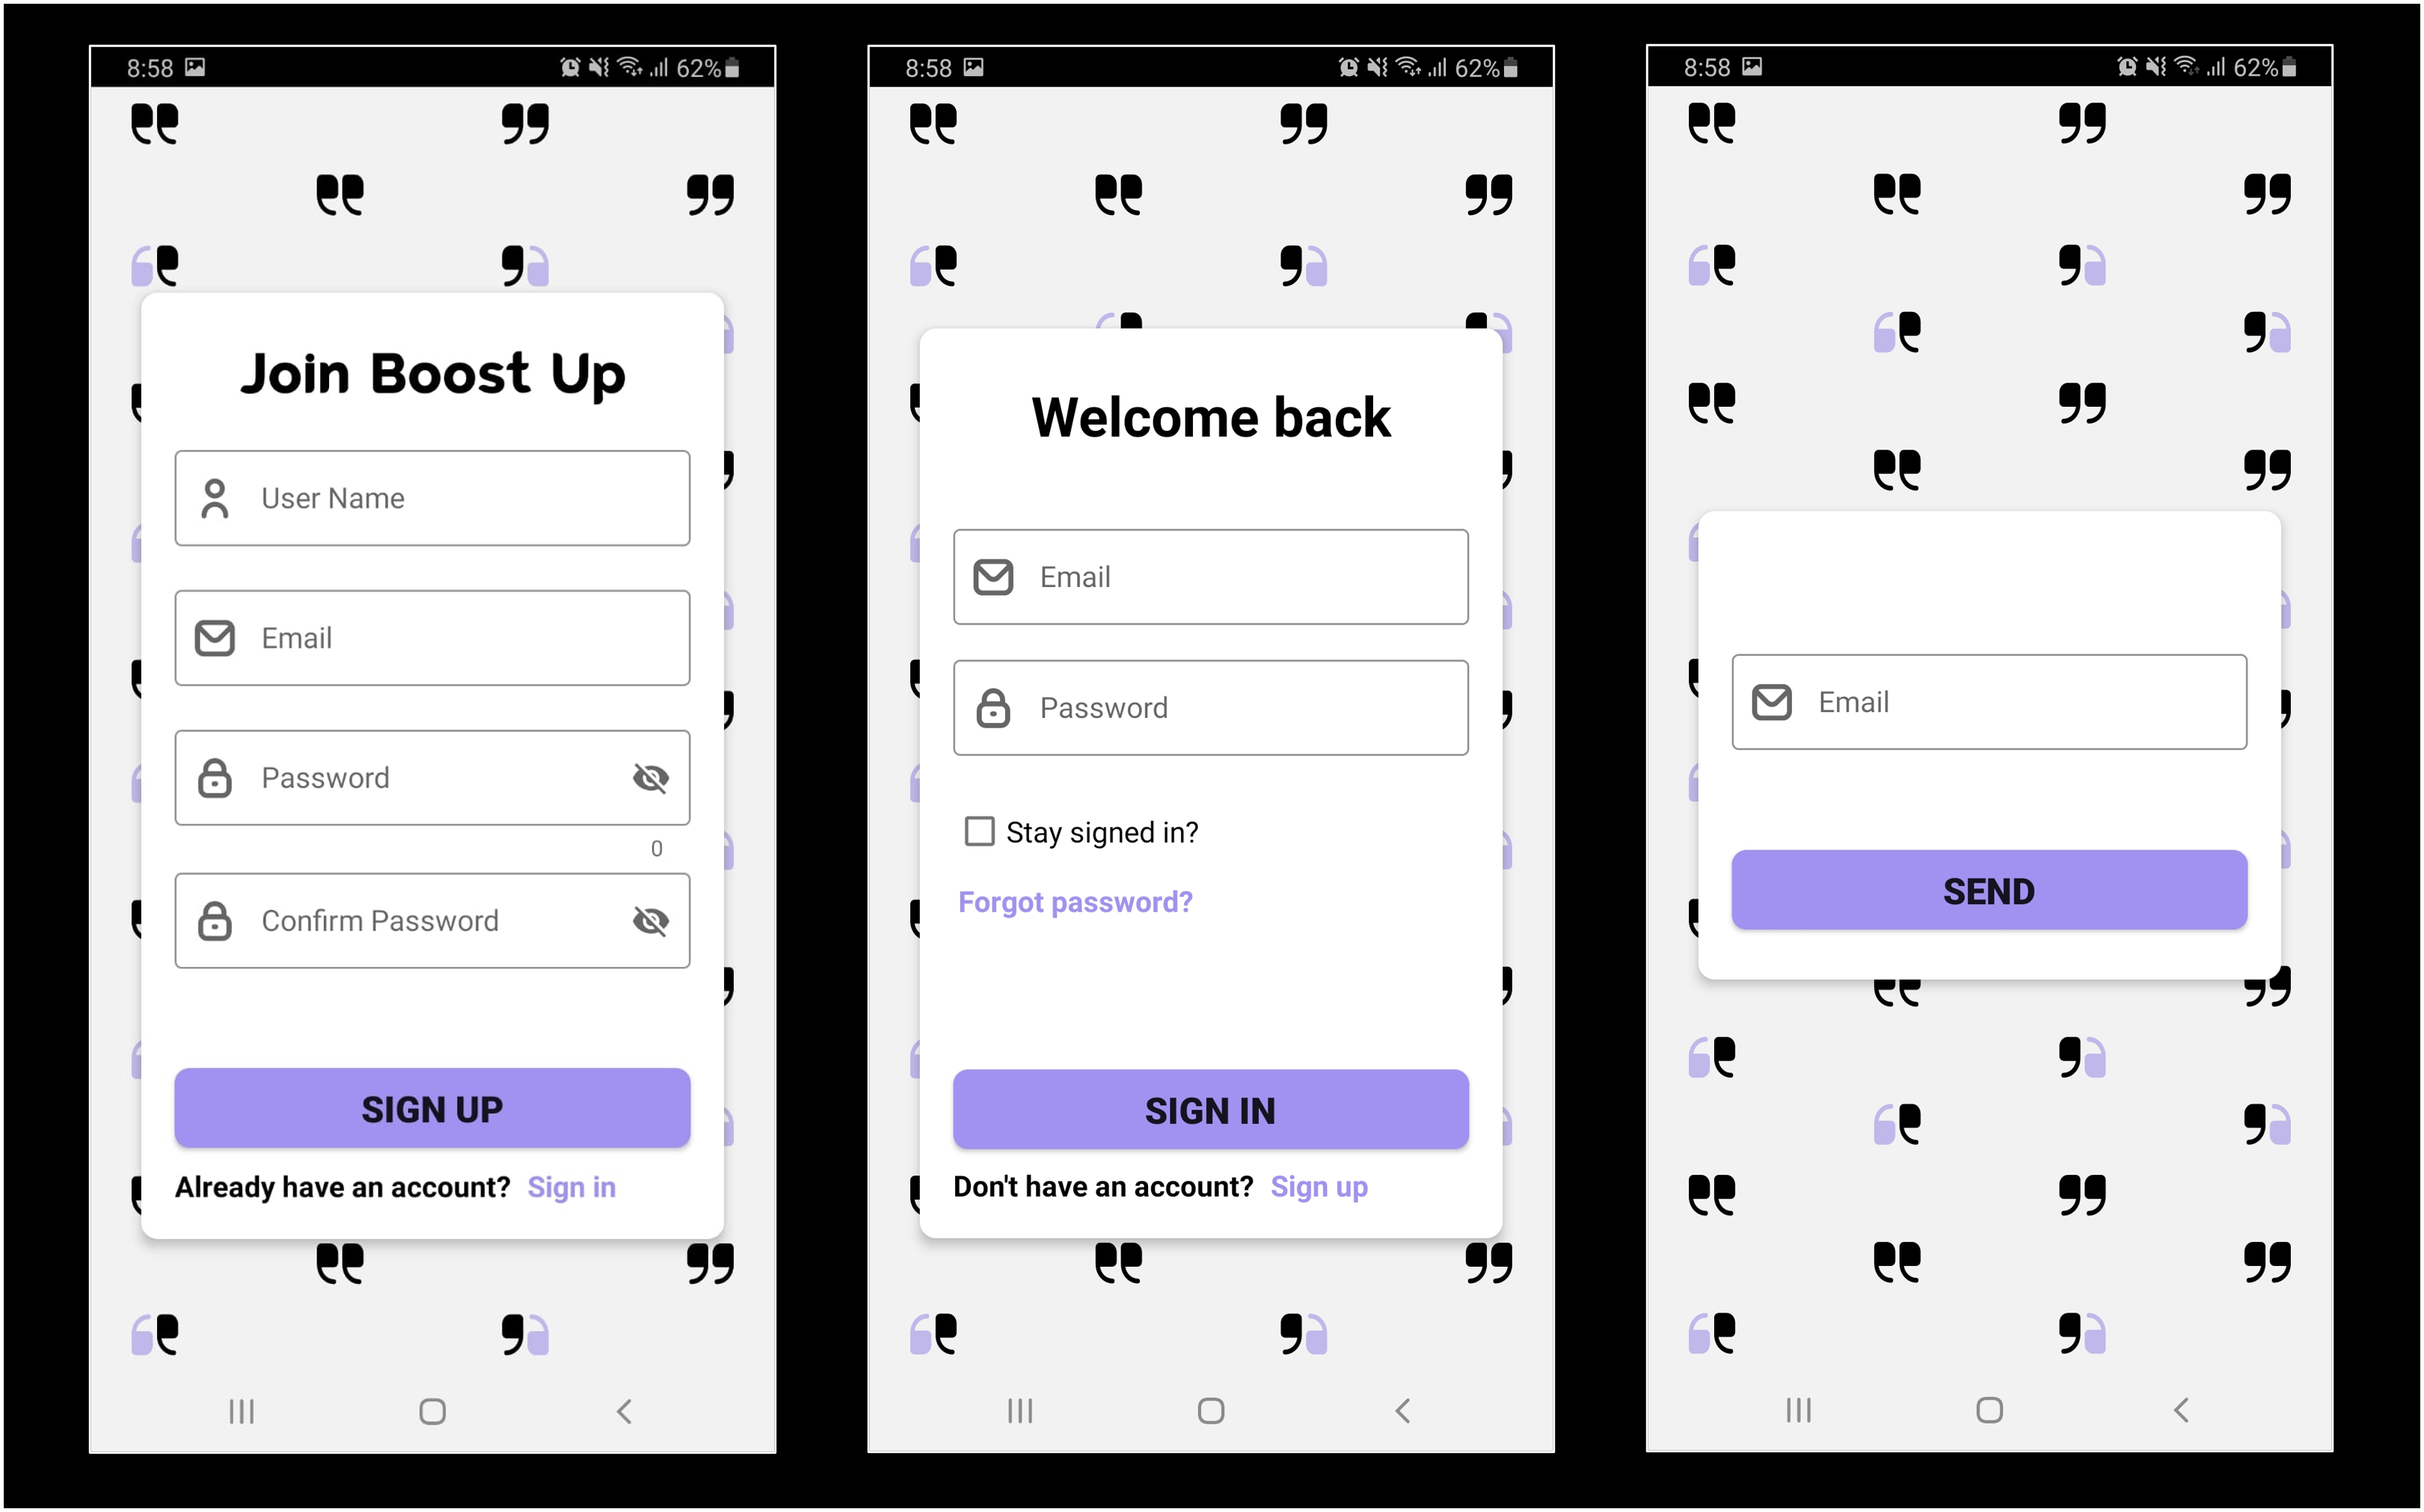 8:58 62%
Join Boost Up
User Name
Email
Password
0
Confirm Password
SIGN UP
Already have an account? Sign in
8:58 62%
Welcome back
Email
Password
Stay signed in?
Forgot password?
SIGN IN
Don't have an account? Sign up
8:58 62%
Email
SEND